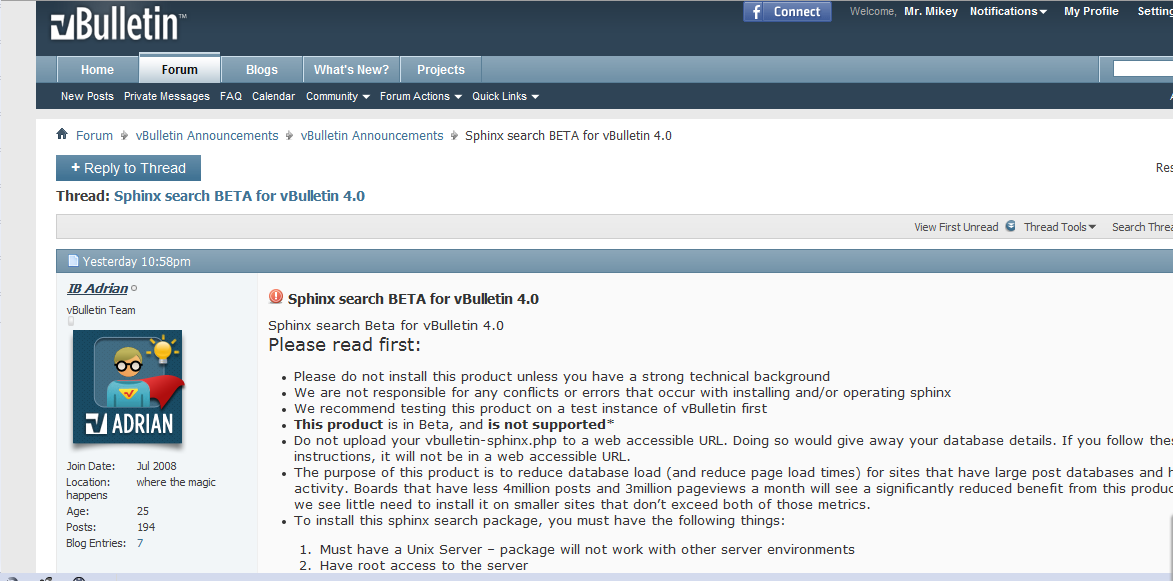 vBulletin™
f Connect
Welcome, Mr. Mikey Notifications My Profile
Home Forum Blogs What's New? Projects
New Posts Private Messages FAQ Calendar Community Forum Actions Quick Links
Forum vBulletin Announcements vBulletin Announcements Sphinx search BETA for vBulletin 4.0
+ Reply to Thread
Thread: Sphinx search BETA for vBulletin 4.0
View First Unread Thread Tools Search
Yesterday 10:58pm
IB Adrian
vBulletin Team
ADRIAN
Join Date: Jul 2008
Location: where the magic
happens
Age: 25
Posts: 194
Blog Entries: 7
Sphinx search BETA for vBulletin 4.0
Sphinx search Beta for vBulletin 4.0
Please read first:
• Please do not install this product unless you have a strong technical background
• We are not responsible for any conflicts or errors that occur with installing and/or operating sphinx
• We recommend testing this product on a test instance of vBulletin first
• This product is in Beta, and is not supported*
• Do not upload your vbulletin-sphinx.php to a web accessible URL. Doing so would give away your database details. If you follow
instructions, it will not be in a web accessible URL.
• The purpose of this product is to reduce database load (and reduce page load times) for sites that have large post databases and
activity. Boards that have less 4million posts and 3million pageviews a month will see a significantly reduced benefit from this
we see little need to install it on smaller sites that don't exceed both of those metrics.
• To install this sphinx search package, you must have the following things:
1. Must have a Unix Server – package will not work with other server environments
2. Have root access to the server